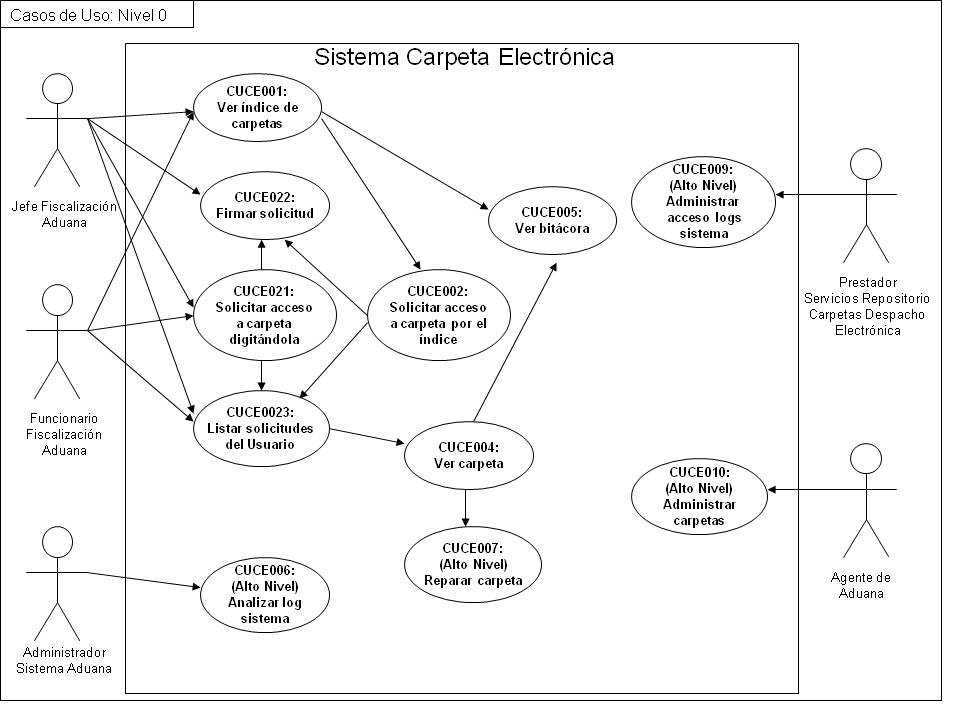 Casos de Uso: Nivel 0
Sistema Carpeta Electrónica
CUCE001:
Ver índice de
carpetas
Jefe Fiscalización
Aduana
CUCE022:
Firmar solicitud
CUCE005:
Ver bitácora
CUCE009:
(Alto Nivel)
Administrar
acceso logs
sistema
Prestador
Servicios Repositorio
Carpetas Despacho
Electrónica
CUCE021:
Solicitar acceso
a carpeta
digitándola
CUCE002:
Solicitar acceso
a carpeta por el
índice
Funcionario
Fiscalización
Aduana
CUCE0023:
Listar solicitudes
del Usuario
CUCE004:
Ver carpeta
CUCE010:
(Alto Nivel)
Administrar
carpetas
Agente de
Aduana
CUCE007:
(Alto Nivel)
Reparar carpeta
CUCE006:
(Alto Nivel)
Analizar log
sistema
Administrador
Sistema Aduana